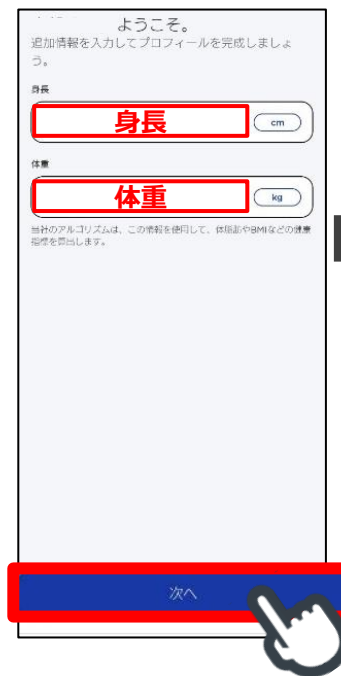 ようこそ。
追加情報を入力してプロフィールを完成しましょ
う。
身長
身長
cm
体重
体重
kg
当社のアルゴリズムは、この情報を使用して、体脂肪やBMIなどの健康
指標を算出します。
次へ